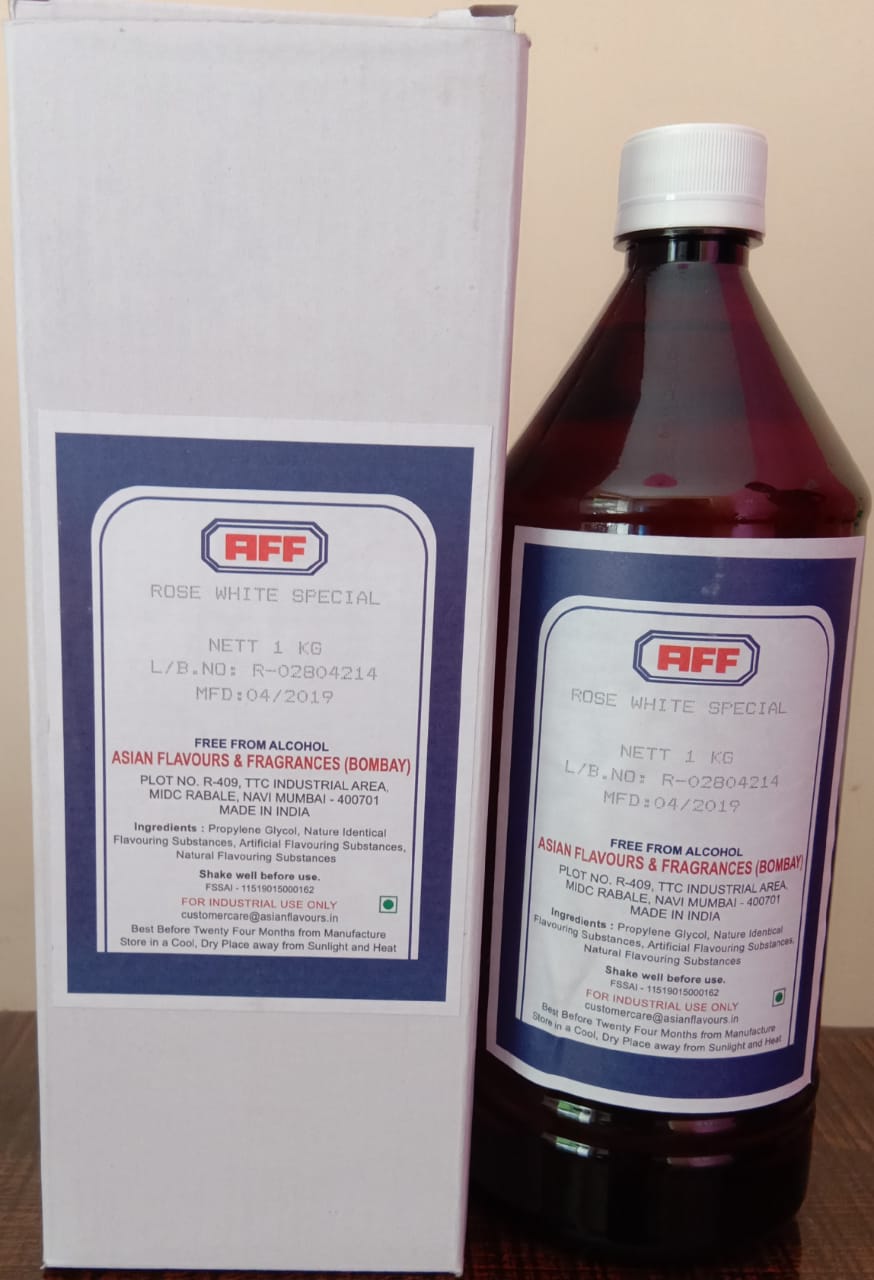 AFF
ROSE WHITE SPECIAL
NETT 1 KG
L/B.NO: R-02804214
MFD:04/2019
FREE FROM ALCOHOL
ASIAN FLAVOURS & FRAGRANCES (BOMBAY)
PLOT NO. R-409, TTC INDUSTRIAL AREA,
MIDC RABALE, NAVI MUMBAI - 400701
MADE IN INDIA
Ingredients : Propylene Glycol, Nature Identical
Flavouring Substances, Artificial Flavouring Substances,
Natural Flavouring Substances
Shake well before use.
FSSAI - 11519015000162
FOR INDUSTRIAL USE ONLY
customercare@asianflavours.in
Best Before Twenty Four Months from Manufacture
Store in a Cool, Dry Place away from Sunlight and Heat
AFF
ROSE WHITE SPECIAL
NETT 1 KG
L/B.NO: R-02804214
MFD:04/2019
FREE FROM ALCOHOL
ASIAN FLAVOURS & FRAGRANCES (BOMBAY)
PLOT NO. R-409, TTC INDUSTRIAL AREA,
MIDC RABALE, NAVI MUMBAI - 400701
MADE IN INDIA
Ingredients : Propylene Glycol, Nature Identical
Flavouring Substances, Artificial Flavouring Substances,
Natural Flavouring Substances
Shake well before use.
FSSAI - 11519015000162
FOR INDUSTRIAL USE ONLY
customercare@asianflavours.in
Best Before Twenty Four Months from Manufacture
Store in a Cool, Dry Place away from Sunlight and Heat